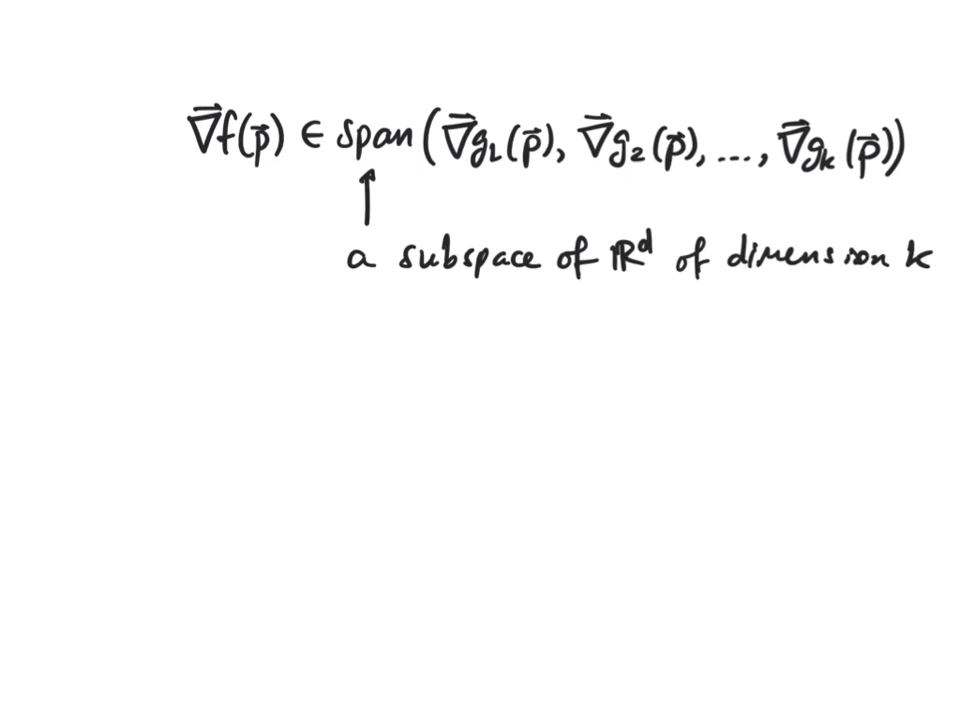 ∇⃗f(p⃗) ∈ span(∇⃗g₁(p⃗), ∇⃗g₂(p⃗), ..., ∇⃗gₖ(p⃗))
↑
a subspace of ℝᵈ of dimension k